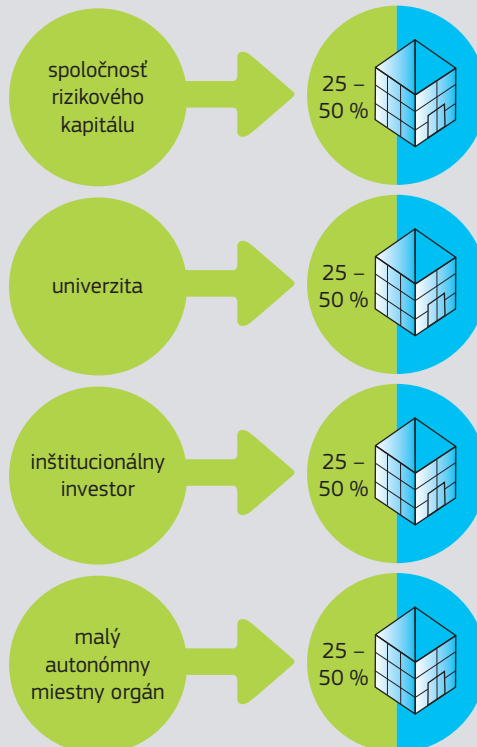 spoločnosť
rizikového
kapitálu
25 –
50 %
univerzita
25 –
50 %
inštitucionálny
investor
25 –
50 %
malý
autonómny
miestny orgán
25 –
50 %